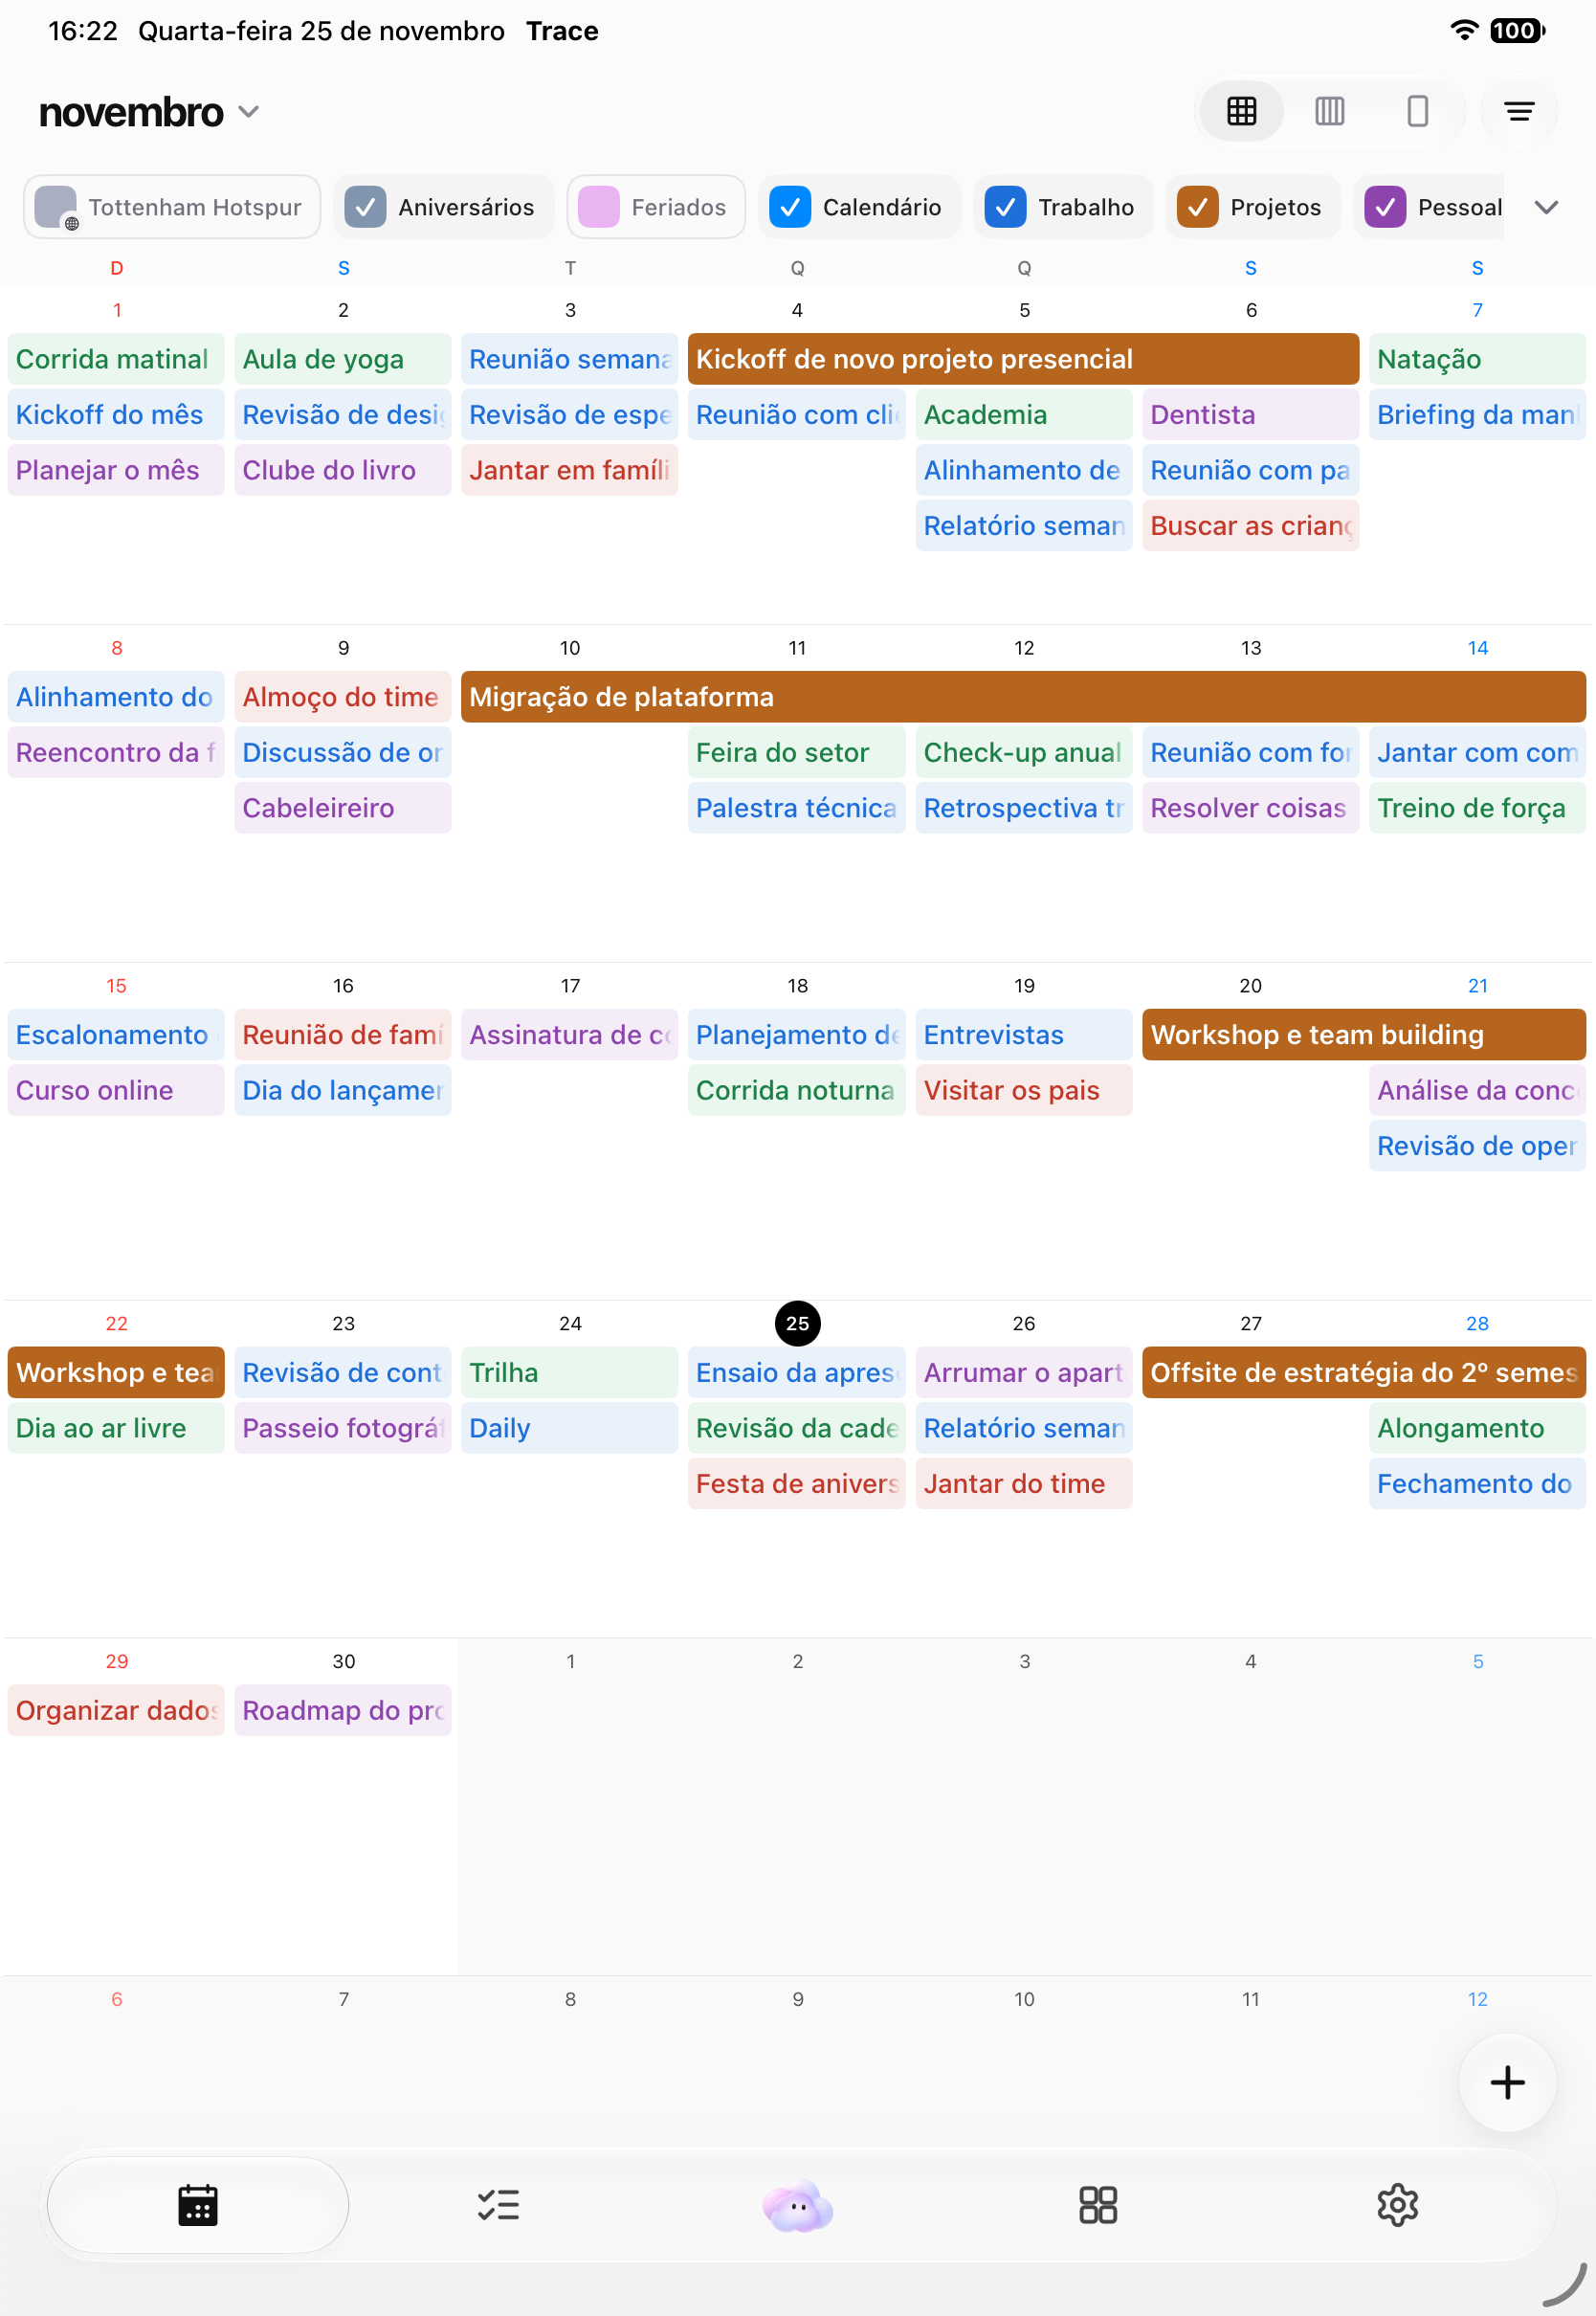 16:22 Quarta-feira 25 de novembro Trace
100
novembro
Tottenham Hotspur Aniversários Feriados Calendário Trabalho Projetos Pessoal
D S T Q Q S S
1 2 3 4 5 6 7
Corrida matinal Aula de yoga Reunião semana Kickoff de novo projeto presencial Natação
Kickoff do mês Revisão de desig Revisão de espe Reunião com clie Academia Dentista Briefing da man
Planejar o mês Clube do livro Jantar em famíli Alinhamento de Reunião com pa
Relatório seman Buscar as crianç
8 9 10 11 12 13 14
Alinhamento do Almoço do time Migração de plataforma
Reencontro da f Discussão de or Feira do setor Check-up anual Reunião com for Jantar com com
Cabeleireiro Palestra técnica Retrospectiva tr Resolver coisas Treino de força
15 16 17 18 19 20 21
Escalonamento Reunião de famí Assinatura de co Planejamento de Entrevistas Workshop e team building
Curso online Dia do lançamen Corrida noturna Visitar os pais Análise da conc
Revisão de oper
22 23 24 25 26 27 28
Workshop e tea Revisão de cont Trilha Ensaio da aprese Arrumar o apart Offsite de estratégia do 2º semes
Dia ao ar livre Passeio fotográf Daily Revisão da cade Relatório seman Alongamento
Festa de anivers Jantar do time Fechamento do
29 30 1 2 3 4 5
Organizar dados Roadmap do pro
6 7 8 9 10 11 12